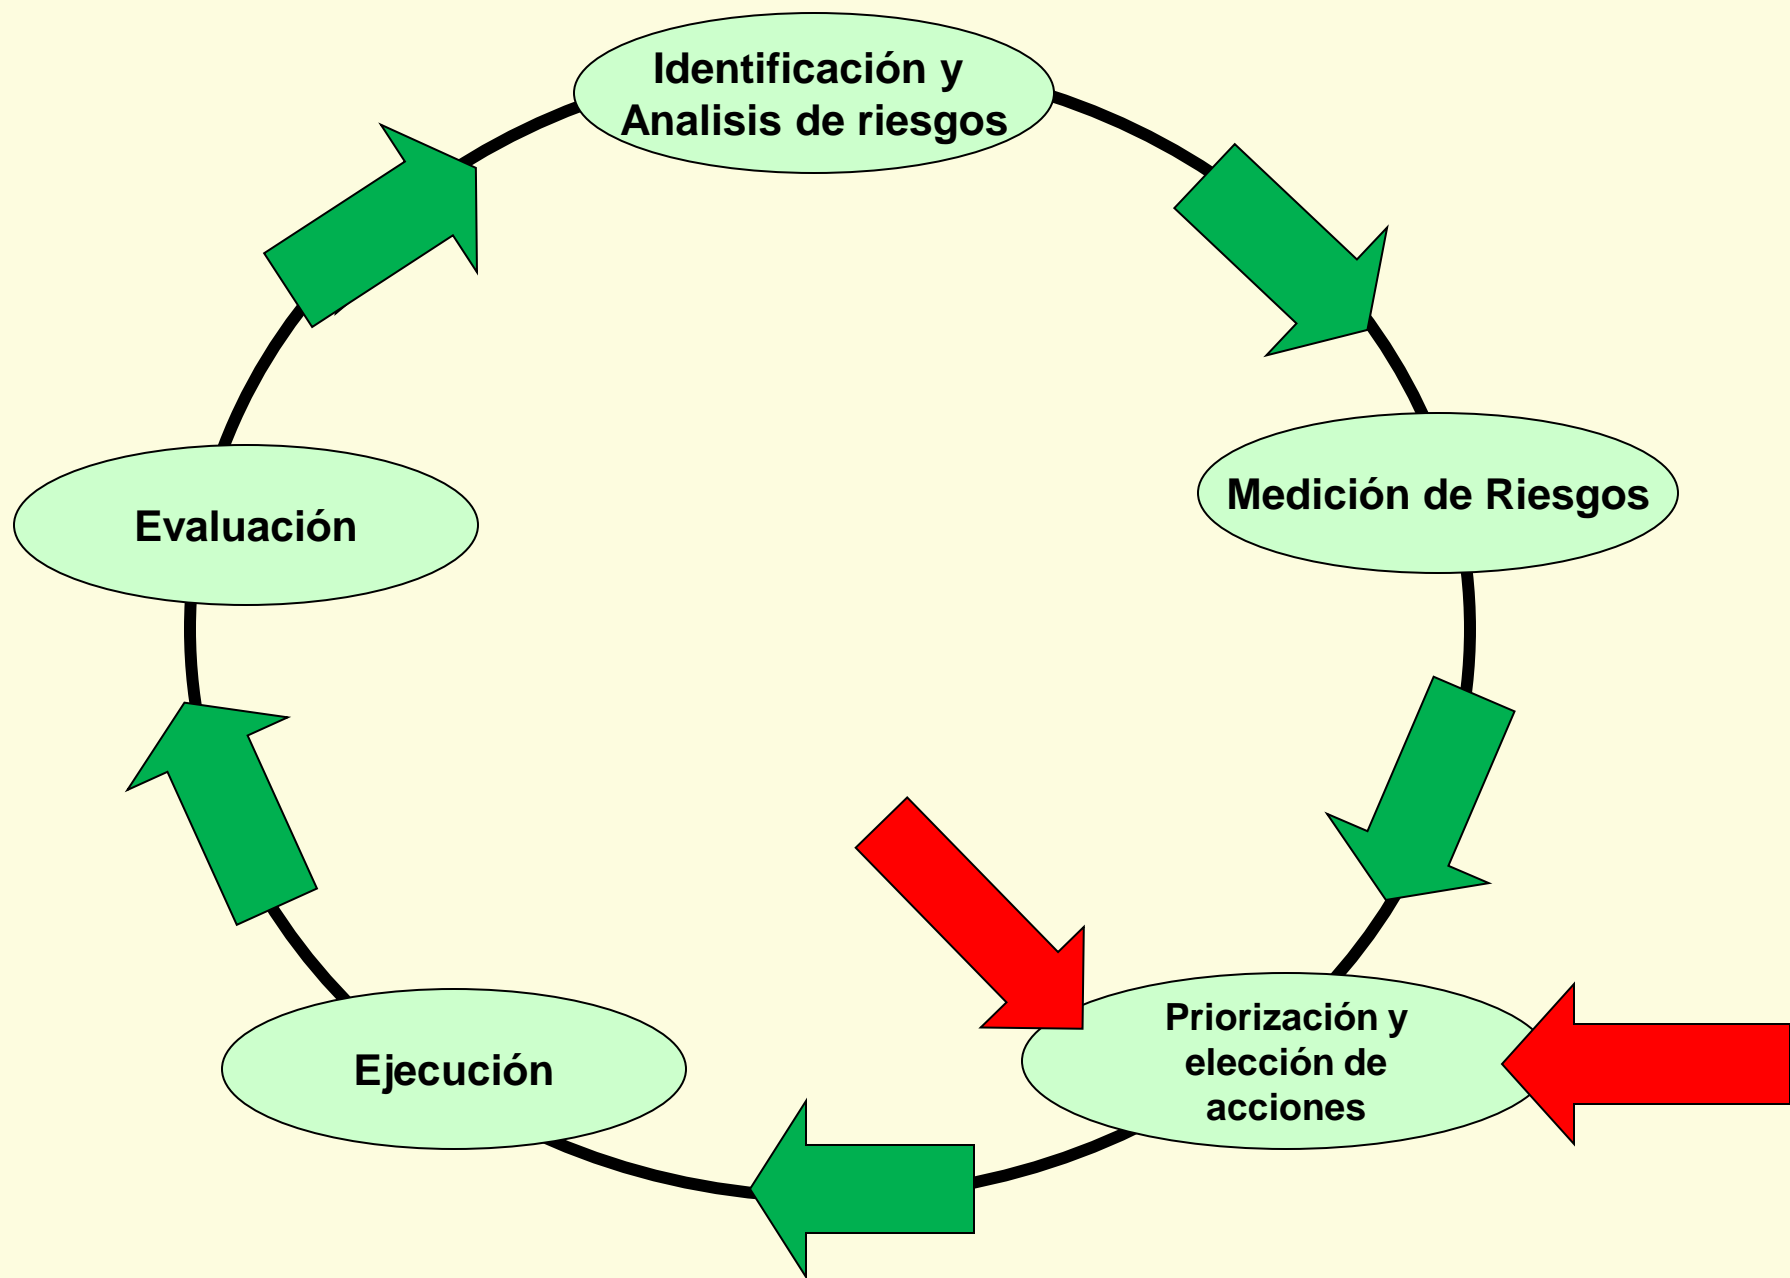 Identificación y
Analisis de riesgos
Medición de Riesgos
Priorización y
elección de
acciones
Ejecución
Evaluación